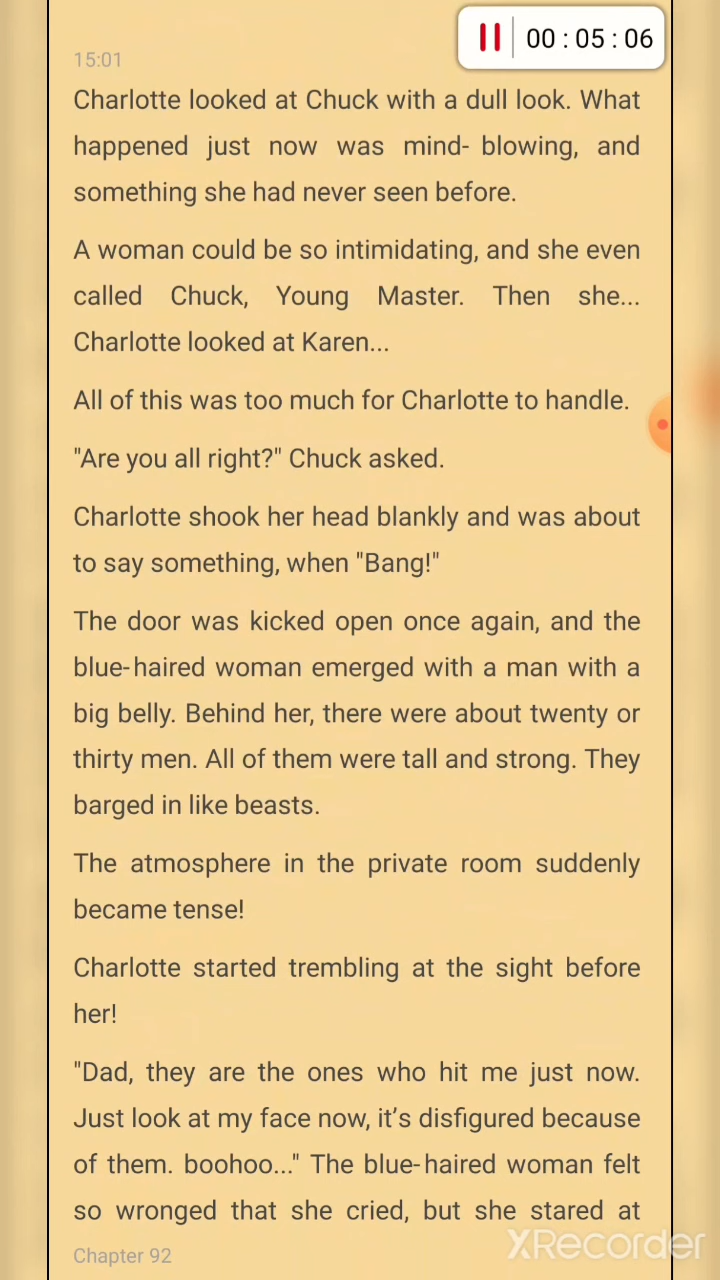 00 : 05 : 06
15:01
Charlotte looked at Chuck with a dull look. What
happened just now was mind- blowing, and
something she had never seen before.
A woman could be so intimidating, and she even
called Chuck, Young Master. Then she...
Charlotte looked at Karen...
All of this was too much for Charlotte to handle.
"Are you all right?" Chuck asked.
Charlotte shook her head blankly and was about
to say something, when "Bang!"
The door was kicked open once again, and the
blue-haired woman emerged with a man with a
big belly. Behind her, there were about twenty or
thirty men. All of them were tall and strong. They
barged in like beasts.
The atmosphere in the private room suddenly
became tense!
Charlotte started trembling at the sight before
her!
"Dad, they are the ones who hit me just now.
Just look at my face now, it’s disfigured because
of them. boohoo..." The blue-haired woman felt
so wronged that she cried, but she stared at
XRecorder
Chapter 92